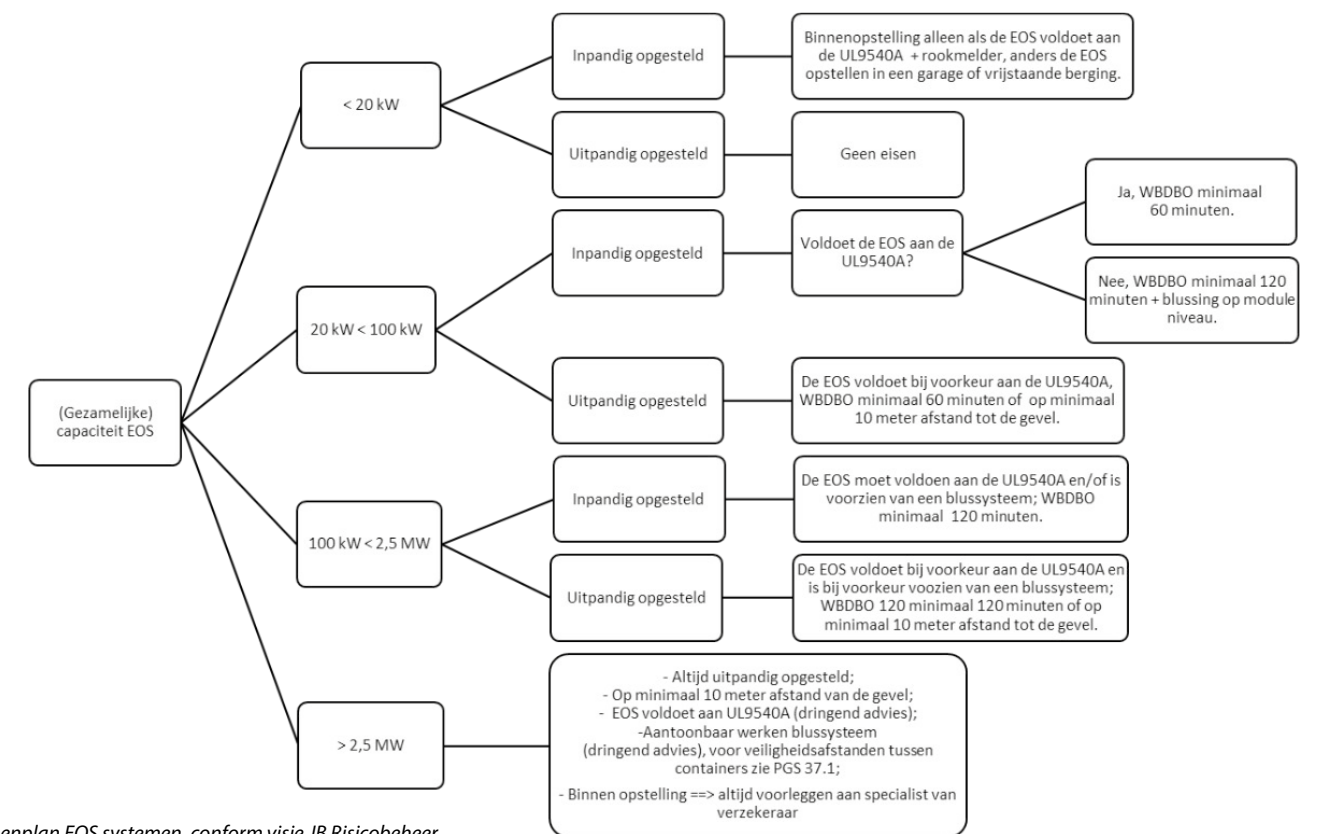 (Gezamelijke)
capaciteit EOS
< 20 kW
Inpandig opgesteld
Binnenopstelling alleen als de EOS voldoet aan
de UL9540A + rookmelder, anders de EOS
opstellen in een garage of vrijstaande berging.
Uitpandig opgesteld
Geen eisen
20 kW < 100 kW
Inpandig opgesteld
Voldoet de EOS aan de
UL9540A?
Ja, WBDBO minimaal
60 minuten.
Nee, WBDBO minimaal 120
minuten + blussing op module
niveau.
Uitpandig opgesteld
De EOS voldoet bij voorkeur aan de UL9540A,
WBDBO minimaal 60 minuten of op minimaal
10 meter afstand tot de gevel.
100 kW < 2,5 MW
Inpandig opgesteld
De EOS moet voldoen aan de UL9540A en/of is
voorzien van een blussysteem; WBDBO
minimaal 120 minuten.
Uitpandig opgesteld
De EOS voldoet bij voorkeur aan de UL9540A en
is bij voorkeur voozien van een blussysteem;
WBDBO 120 minimaal 120 minuten of op
minimaal 10 meter afstand tot de gevel.
> 2,5 MW
- Altijd uitpandig opgesteld;
- Op minimaal 10 meter afstand van de gevel;
- EOS voldoet aan UL9540A (dringend advies);
-Aantoonbaar werken blussysteem
(dringend advies), voor veiligheidsafstanden tussen
containers zie PGS 37.1;
- Binnen opstelling ==> altijd voorleggen aan specialist van
verzekeraar
EOS systemen, conform visie JB Risicobeheer